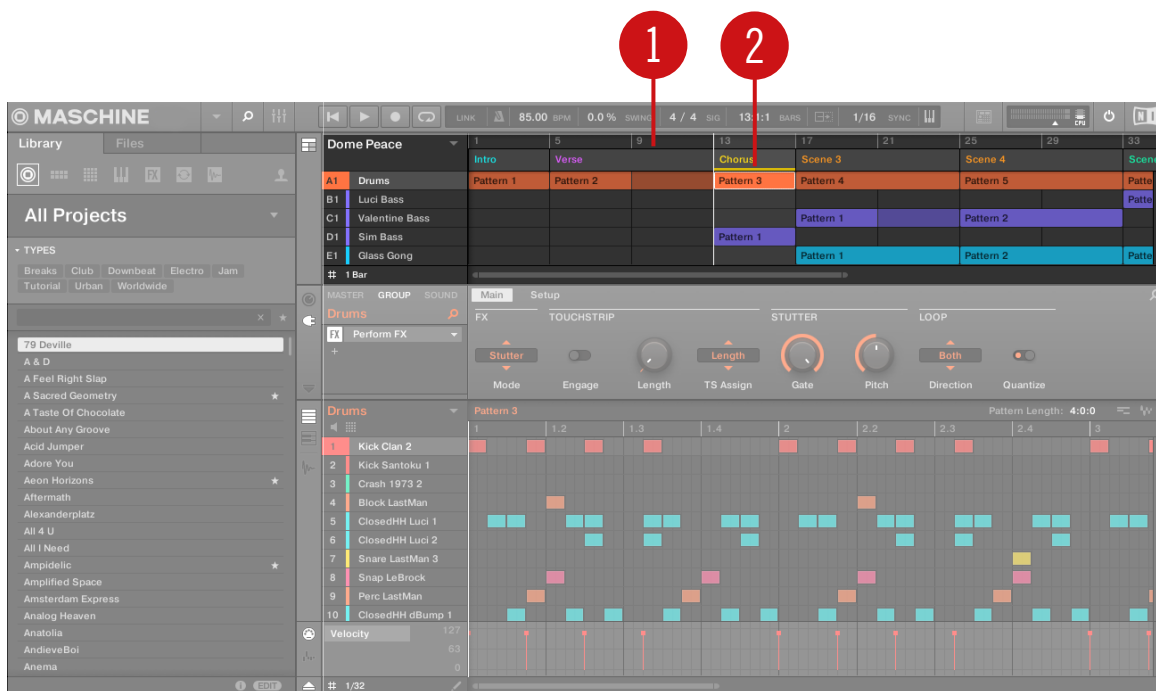 1 2
MASCHINE
LINK 85.00 BPM 0.0% SWING 4 / 4 SIG 13:1:1 BARS 1/16 SYNC CPU
Library Files
All Projects
TYPES
Breaks Club Downbeat Electro Jam
Tutorial Urban Worldwide
79 Deville
A & D
A Feel Right Slap
A Sacred Geometry
A Taste Of Chocolate
About Any Groove
Acid Jumper
Adore You
Aeon Horizons
Aftermath
Alexanderplatz
All 4 U
All I Need
Ampidelic
Amplified Space
Amsterdam Express
Analog Heaven
Anatolia
AndieveBoi
Anema
EDIT
Dome Peace
1 5 9 13 17 21 25 29 33
Intro Verse Chorus Scene 3 Scene 4 Scen
A1 Drums Pattern 1 Pattern 2 Pattern 3 Pattern 4 Pattern 5 Patte
B1 Luci Bass Patte
C1 Valentine Bass Pattern 1 Pattern 2
D1 Sim Bass Pattern 1
E1 Glass Gong Pattern 1 Pattern 2 Patte
1 Bar
MASTER GROUP SOUND Main Setup
Drums FX TOUCHSTRIP STUTTER LOOP
FX Perform FX
+
Stutter Length Both
Mode Engage Length TS Assign Gate Pitch Direction Quantize
Drums Pattern 3 Pattern Length: 4:0:0
1 1.2 1.3 1.4 2 2.2 2.3 2.4 3
1 Kick Clan 2
2 Kick Santoku 1
3 Crash 1973 2
4 Block LastMan
5 ClosedHH Luci 1
6 ClosedHH Luci 2
7 Snare LastMan 3
8 Snap LeBrock
9 Perc LastMan
10 ClosedHH dBump 1
Velocity 127
63
0
1/32